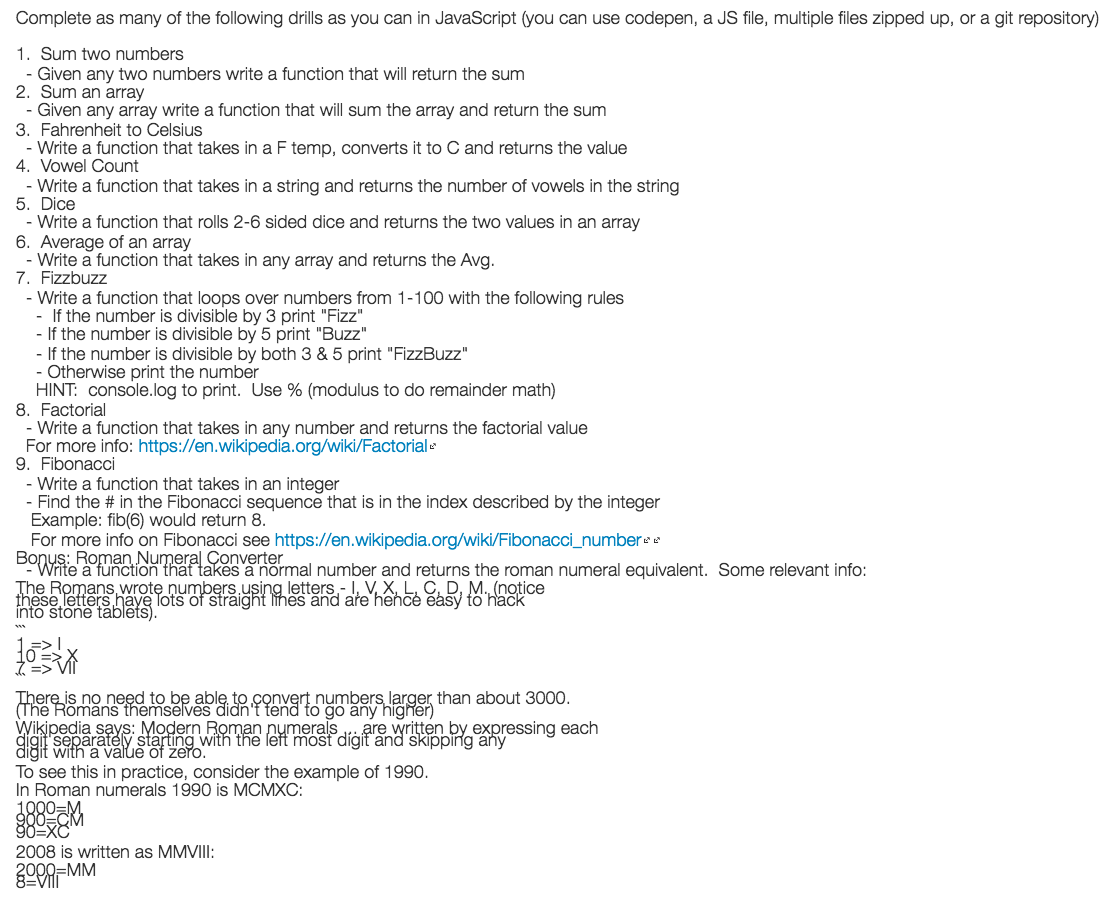 Complete as many of the following drills as you can in JavaScript (you can use codepen, a JS file, multiple files zipped up, or a git repository)
1.  Sum two numbers
- Given any two numbers write a function that will return the sum
2.  Sum an array
- Given any array write a function that will sum the array and return the sum
3.  Fahrenheit to Celsius
- Write a function that takes in a F temp, converts it to C and returns the value
4.  Vowel Count
- Write a function that takes in a string and returns the number of vowels in the string
5.  Dice
- Write a function that rolls 2-6 sided dice and returns the two values in an array
6.  Average of an array
- Write a function that takes in any array and returns the Avg.
7.  Fizzbuzz
- Write a function that loops over numbers from 1-100 with the following rules
-  If the number is divisible by 3 print "Fizz"
- If the number is divisible by 5 print "Buzz"
- If the number is divisible by both 3 & 5 print "FizzBuzz"
- Otherwise print the number
HINT:  console.log to print.  Use % (modulus to do remainder math)
8.  Factorial
- Write a function that takes in any number and returns the factorial value
For more info: https://en.wikipedia.org/wiki/Factorial
9.  Fibonacci
- Write a function that takes in an integer
- Find the # in the Fibonacci sequence that is in the index described by the integer
Example: fib(6) would return 8.
For more info on Fibonacci see https://en.wikipedia.org/wiki/Fibonacci_number
Bonus: Roman Numeral Converter
- Write a function that takes a normal number and returns the roman numeral equivalent.  Some relevant info:
The Romans wrote numbers using letters - I, V, X, L, C, D, M. (notice
these letters have lots of straight lines and are hence easy to hack
into stone tablets).
```
1 => I
10 => X
7 => VII
```
There is no need to be able to convert numbers larger than about 3000.
(The Romans themselves didn't tend to go any higher)
Wikipedia says: Modern Roman numerals ... are written by expressing each
digit separately starting with the left most digit and skipping any
digit with a value of zero.
To see this in practice, consider the example of 1990.
In Roman numerals 1990 is MCMXC:
1000=M
900=CM
90=XC
2008 is written as MMVIII:
2000=MM
8=VIII